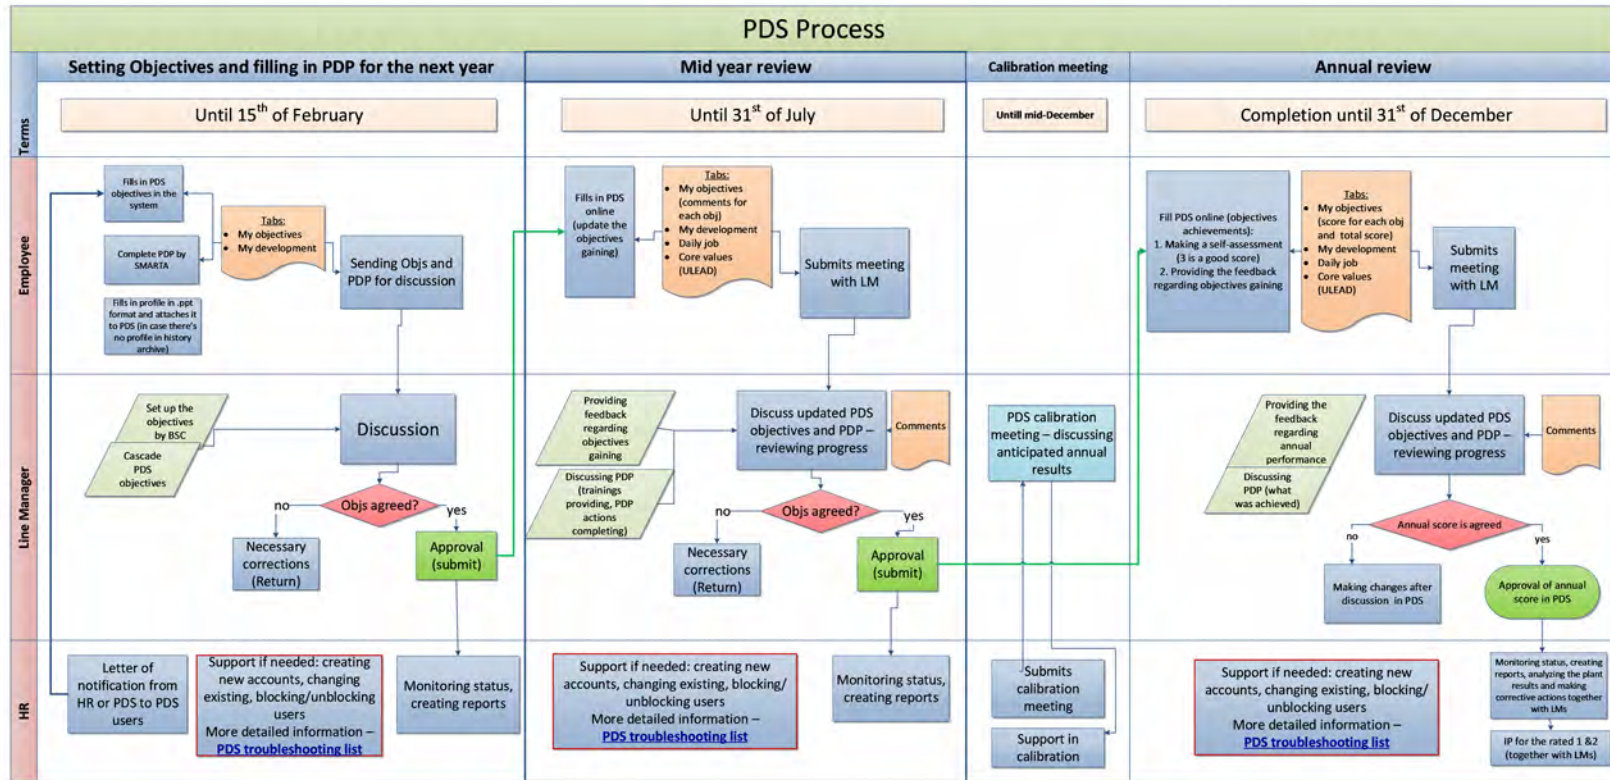 PDS Process
Setting Objectives and filling in PDP for the next year
Mid year review
Calibration meeting
Annual review
Terms
Until 15th of February
Until 31st of July
Untill mid-December
Completion until 31st of December
Employee
Fills in PDS
objectives in the
system
Complete PDP by
SMARTA
Fills in profile in .ppt
format and attaches it
to PDS (in case there's
no profile in history
archive)
Tabs:
• My objectives
• My development
Sending Objs and
PDP for discussion
Fills in PDS
online
(update the
objectives
gaining)
Tabs:
• My objectives
(comments for
each obj)
• My development
• Daily job
• Core values
(ULEAD)
Submits meeting
with LM
Fill PDS online (objectives
achievements):
1. Making a self-assessment
(3 is a good score)
2. Providing the feedback
regarding objectives gaining
Tabs:
• My objectives
(score for each obj
and total score)
• My development
• Daily job
• Core values
(ULEAD)
Submits
meeting
with LM
Line Manager
Set up the
objectives
by BSC
Cascade
PDS
objectives
Discussion
Objs agreed?
no
yes
Necessary
corrections
(Return)
Approval
(submit)
Providing
feedback
regarding
objectives
gaining
Discussing PDP
(trainings
providing, PDP
actions
completing)
Discuss updated PDS
objectives and PDP –
reviewing progress
Comments
Objs agreed?
no
yes
Necessary
corrections
(Return)
Approval
(submit)
PDS calibration
meeting – discussing
anticipated annual
results
Providing the
feedback
regarding
annual
performance
Discussing
PDP (what
was achieved)
Discuss updated PDS
objectives and PDP –
reviewing progress
Comments
Annual score is agreed
no
yes
Making changes after
discussion in PDS
Approval of annual
score in PDS
HR
Letter of
notification from
HR or PDS to PDS
users
Support if needed: creating
new accounts, changing
existing, blocking/unblocking
users
More detailed information –
PDS troubleshooting list
Monitoring status,
creating reports
Support if needed: creating new
accounts, changing existing, blocking/
unblocking users
More detailed information –
PDS troubleshooting list
Monitoring status,
creating reports
Submits
calibration
meeting
Support in
calibration
Support if needed: creating new
accounts, changing existing, blocking/
unblocking users
More detailed information –
PDS troubleshooting list
Monitoring status, creating
reports, analyzing the plant
results and making
corrective actions together
with LMs
IP for the rated 1 &2
(together with LMs)